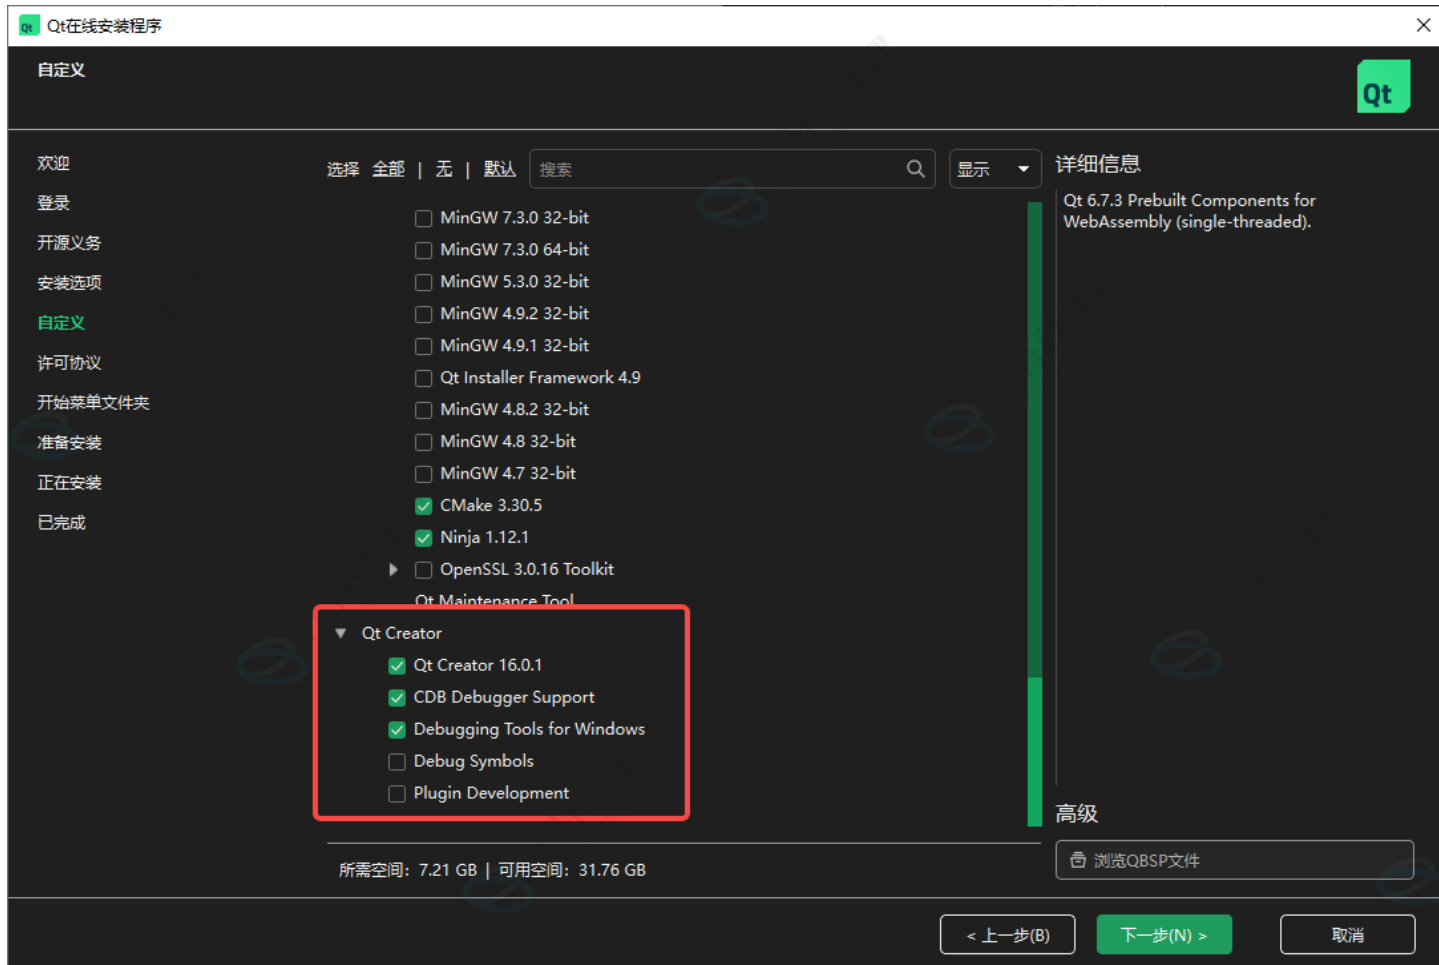 Qt Qt在线安装程序
自定义
Qt
欢迎
登录
开源义务
安装选项
自定义
许可协议
开始菜单文件夹
准备安装
正在安装
已完成
选择 全部 | 无 | 默认 搜索 显示
MinGW 7.3.0 32-bit
MinGW 7.3.0 64-bit
MinGW 5.3.0 32-bit
MinGW 4.9.2 32-bit
MinGW 4.9.1 32-bit
Qt Installer Framework 4.9
MinGW 4.8.2 32-bit
MinGW 4.8 32-bit
MinGW 4.7 32-bit
CMake 3.30.5
Ninja 1.12.1
OpenSSL 3.0.16 Toolkit
Qt Maintenance Tool
Qt Creator
Qt Creator 16.0.1
CDB Debugger Support
Debugging Tools for Windows
Debug Symbols
Plugin Development
所需空间: 7.21 GB | 可用空间: 31.76 GB
详细信息
Qt 6.7.3 Prebuilt Components for
WebAssembly (single-threaded).
高级
浏览QBSP文件
< 上一步(B)
下一步(N) >
取消